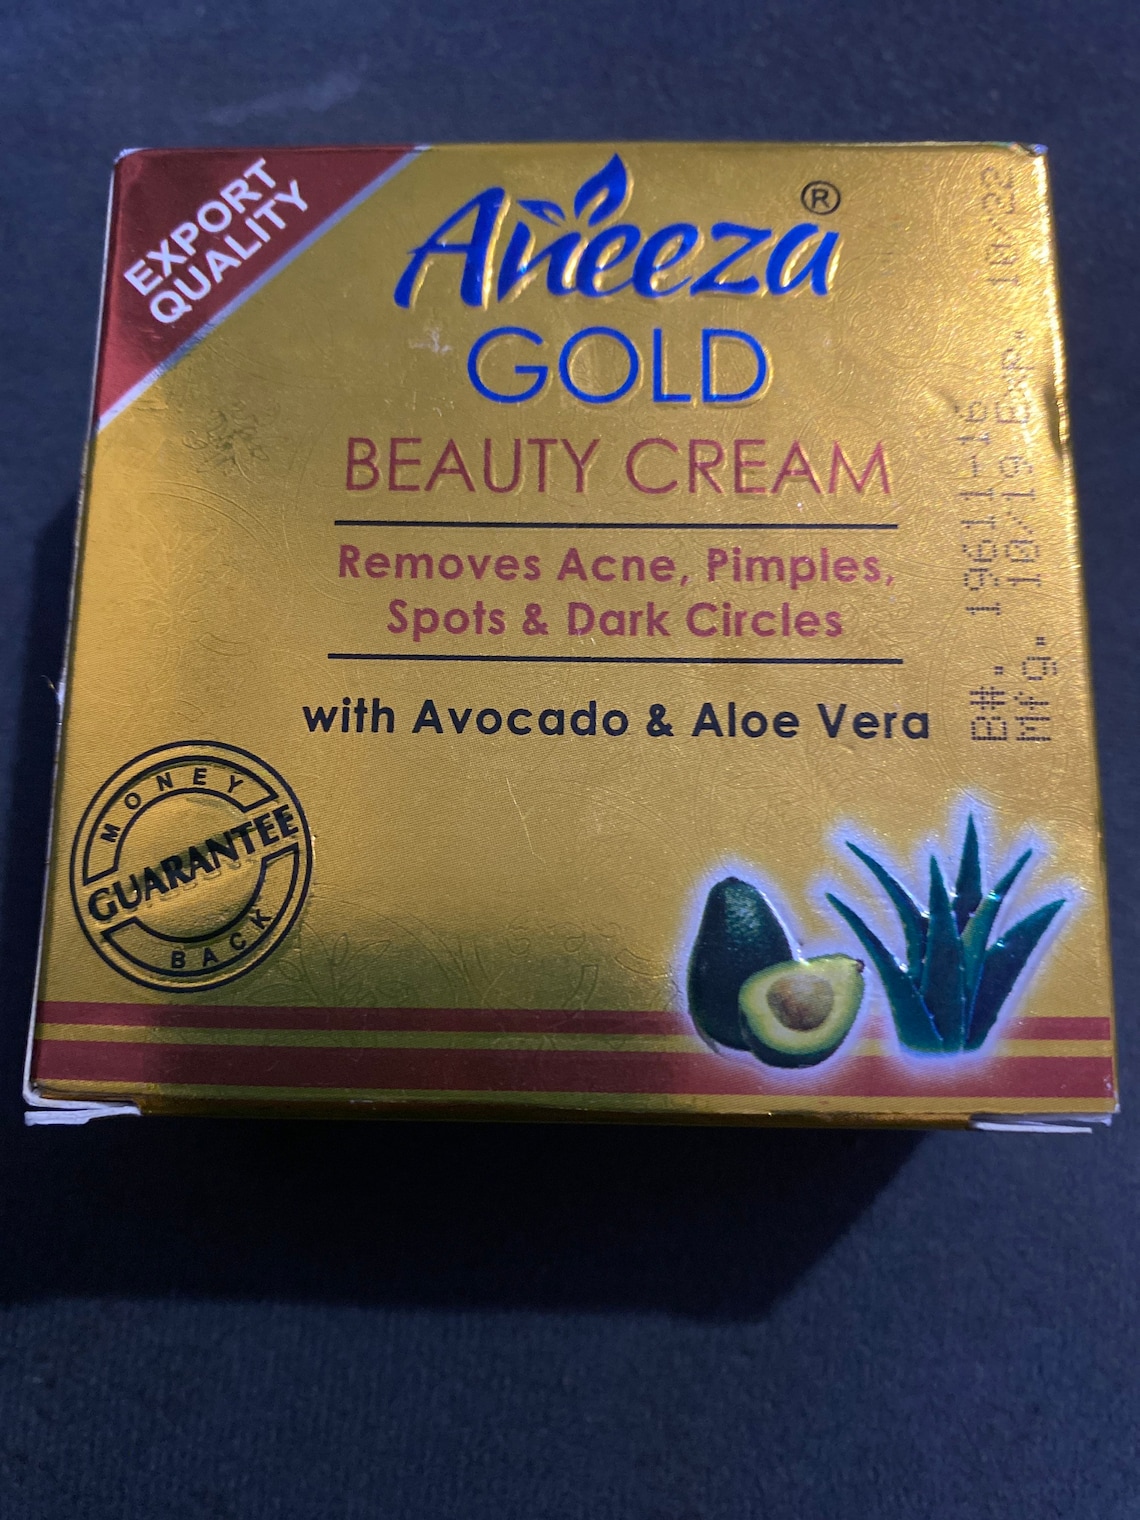 EXPORT
QUALITY
Aneeza ®
GOLD
BEAUTY CREAM
Removes Acne, Pimples,
Spots & Dark Circles
with Avocado & Aloe Vera
MONEY
GUARANTEE
BACK
B#. 19611-16
Mfg. 10/19 Exp. 10/22